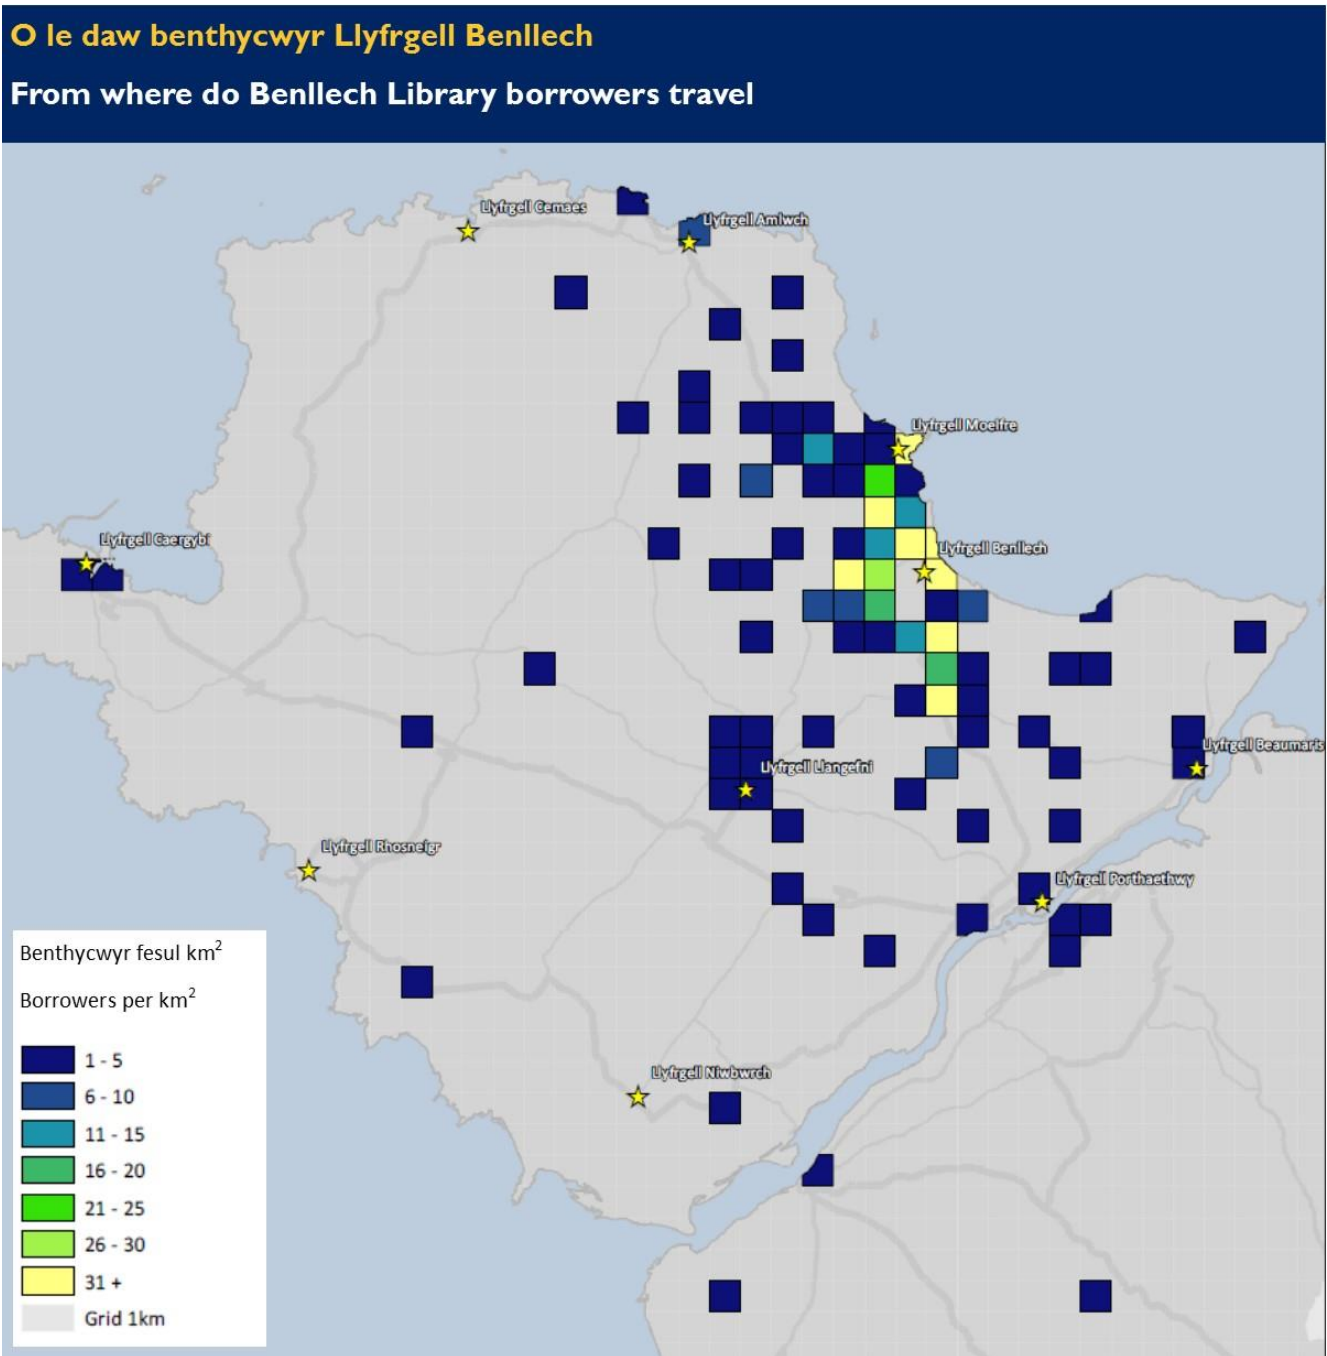 O le daw benthycwyr Llyfrgell Benllech
From where do Benllech Library borrowers travel
Llyfrgell Cemaes
Llyfrgell Amlwch
Llyfrgell Moelfre
Llyfrgell Caergybi
Llyfrgell Benllech
Llyfrgell Beaumaris
Llyfrgell Llangefni
Llyfrgell Rhosneigr
Llyfrgell Porthaethwy
Llyfrgell Niwbwrch
Benthycwyr fesul km²
Borrowers per km²
1 - 5
6 - 10
11 - 15
16 - 20
21 - 25
26 - 30
31 +
Grid 1km